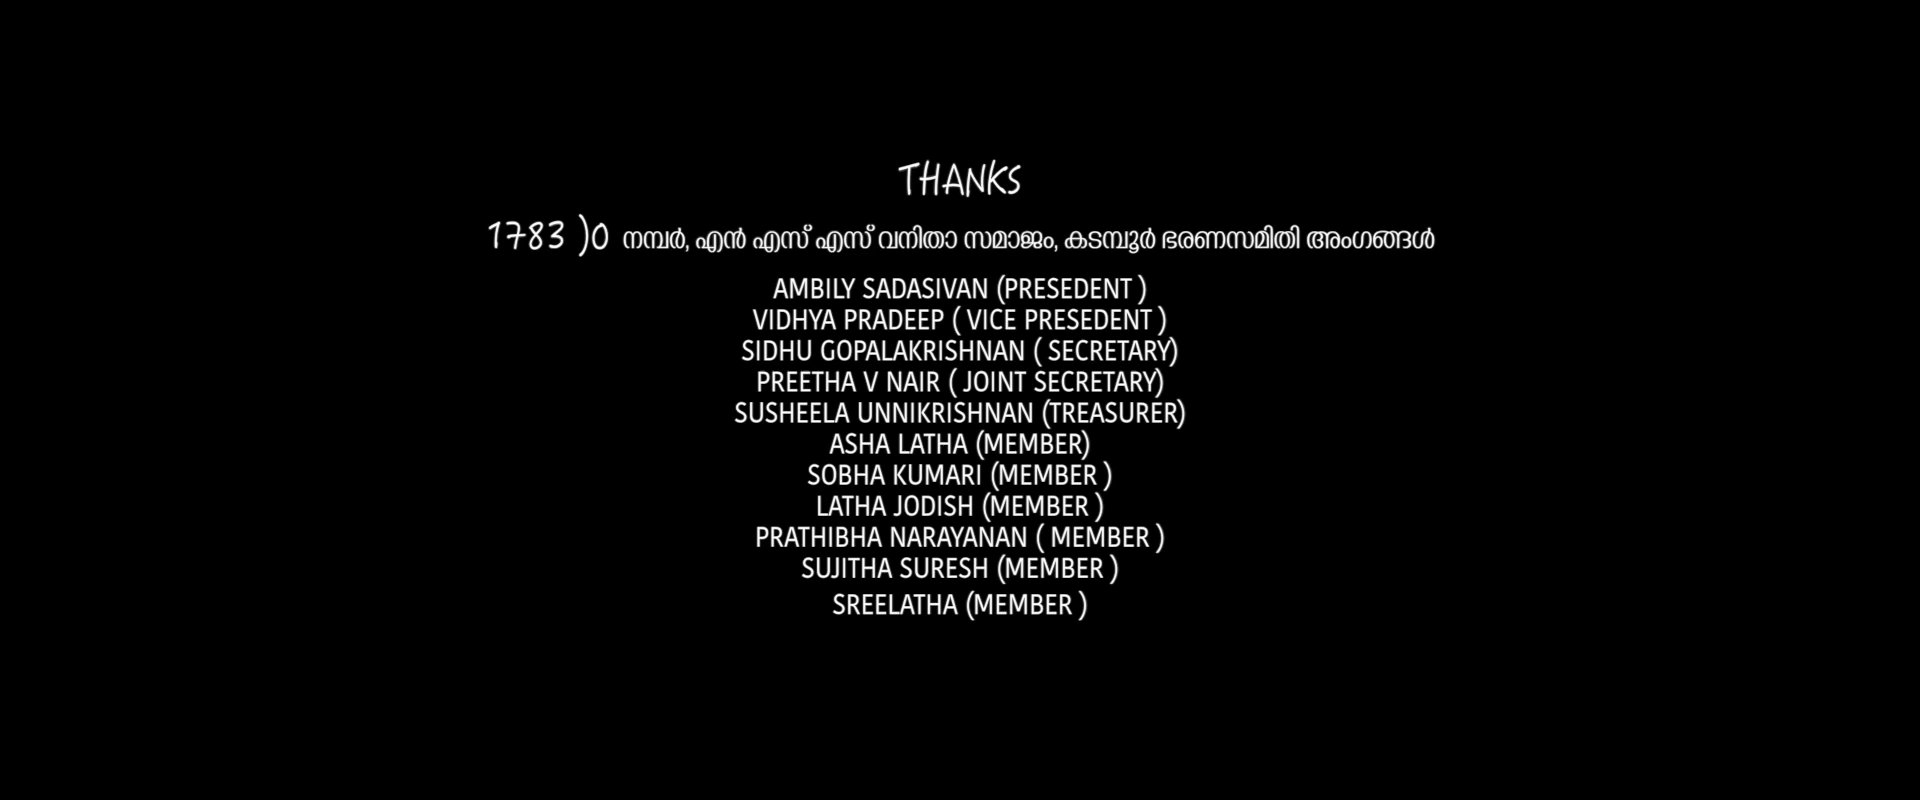 THANKS
1783 )0 നമ്പർ, എൻ എസ് എസ് വനിതാ സമാജം, കടമ്പൂർ ഭരണസമിതി അംഗങ്ങൾ
AMBILY SADASIVAN (PRESEDENT )
VIDHYA PRADEEP ( VICE PRESEDENT )
SIDHU GOPALAKRISHNAN ( SECRETARY)
PREETHA V NAIR ( JOINT SECRETARY)
SUSHEELA UNNIKRISHNAN (TREASURER)
ASHA LATHA (MEMBER)
SOBHA KUMARI (MEMBER )
LATHA JODISH (MEMBER )
PRATHIBHA NARAYANAN ( MEMBER )
SUJITHA SURESH (MEMBER )
SREELATHA (MEMBER )